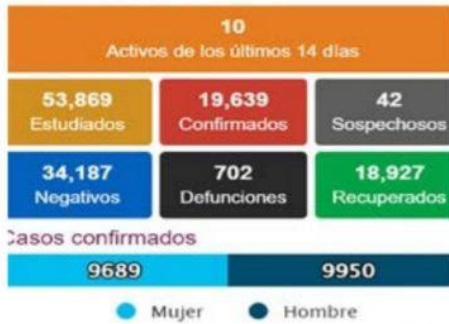 10
Activos de los últimos 14 días
53,869 19,639 42
Estudiados Confirmados Sospechosos
34,187 702 18,927
Negativos Defunciones Recuperados
Casos confirmados
9689 9950
Mujer Hombre